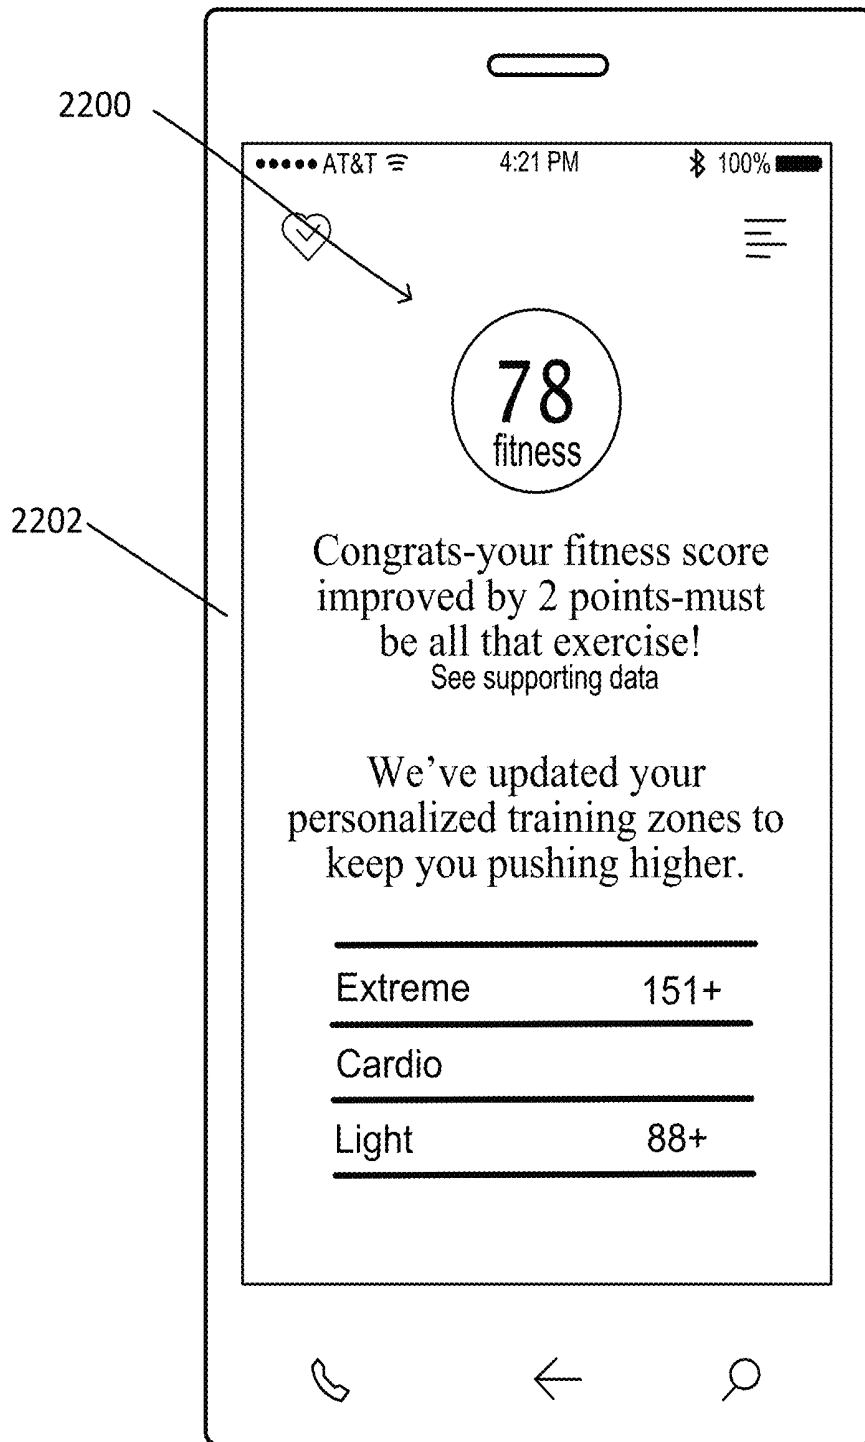 2200
AT&T 4:21 PM 100%
78
fitness
2202
Congrats-your fitness score
improved by 2 points-must
be all that exercise!
See supporting data
We've updated your
personalized training zones to
keep you pushing higher.
Extreme 151+
Cardio
Light 88+